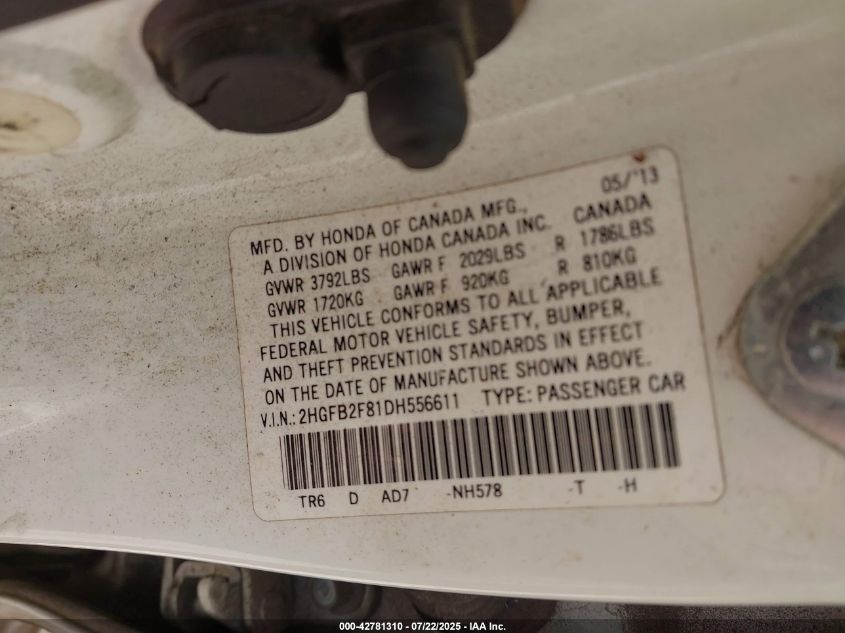 05/'13
MFD. BY HONDA OF CANADA MFG.,
A DIVISION OF HONDA CANADA INC. CANADA
GVWR 3792LBS GAWR F 2029LBS R 1786LBS
GVWR 1720KG GAWR F 920KG R 810KG
THIS VEHICLE CONFORMS TO ALL APPLICABLE
FEDERAL MOTOR VEHICLE SAFETY, BUMPER,
AND THEFT PREVENTION STANDARDS IN EFFECT
ON THE DATE OF MANUFACTURE SHOWN ABOVE.
V.I.N.: 2HGFB2F81DH556611 TYPE: PASSENGER CAR
TR6 D AD7 -NH578 -T -H
000-42781310 - 07/22/2025 - IAA Inc.